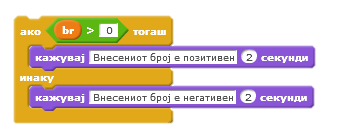 ако br > 0 тогаш
кажувај Внесениот број е позитивен 2 секунди
инаку
кажувај Внесениот број е негативен 2 секунди